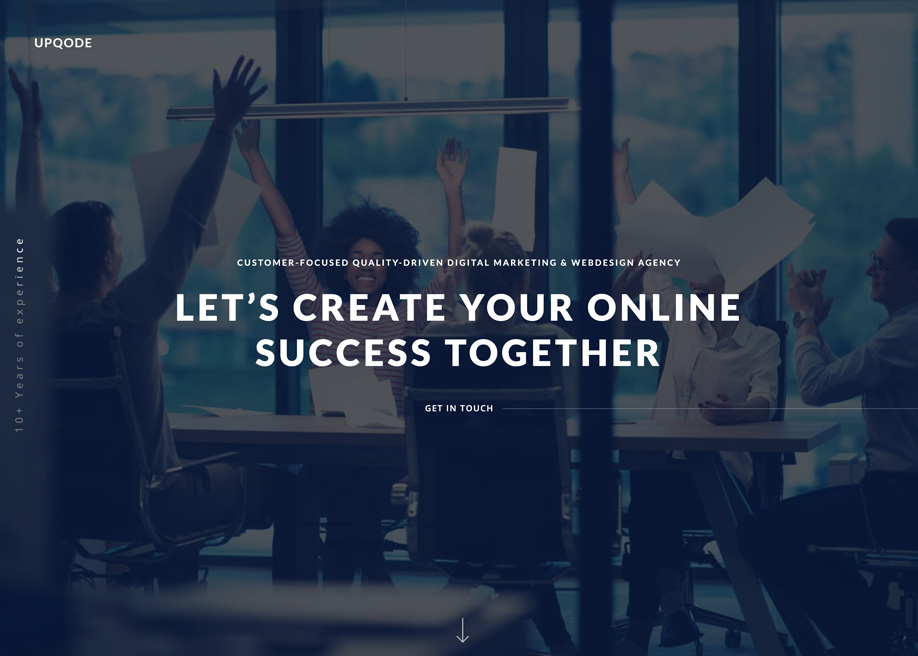 UPQODE
10+ Years of experience
CUSTOMER-FOCUSED QUALITY-DRIVEN DIGITAL MARKETING & WEBDESIGN AGENCY
LET’S CREATE YOUR ONLINE
SUCCESS TOGETHER
GET IN TOUCH